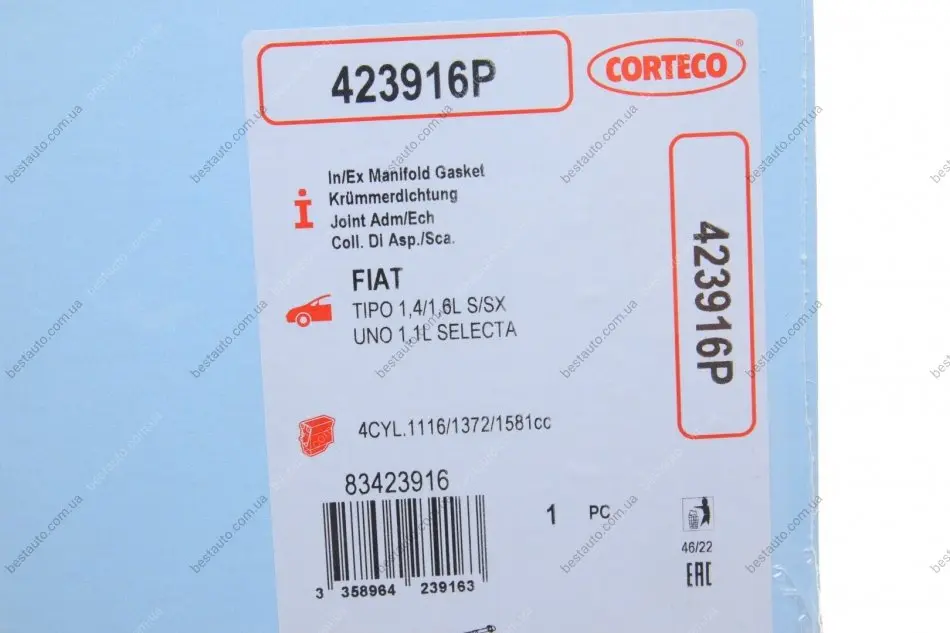 423916P
CORTECO®
In/Ex Manifold Gasket
Krümmerdichtung
Joint Adm/Ech
Coll. Di Asp./Sca.
FIAT
TIPO 1,4/1,6L S/SX
UNO 1,1L SELECTA
423916P
4CYL.1116/1372/1581cc
83423916
1 PC
3 358964 239163
46/22
EAC
bestauto.com.ua